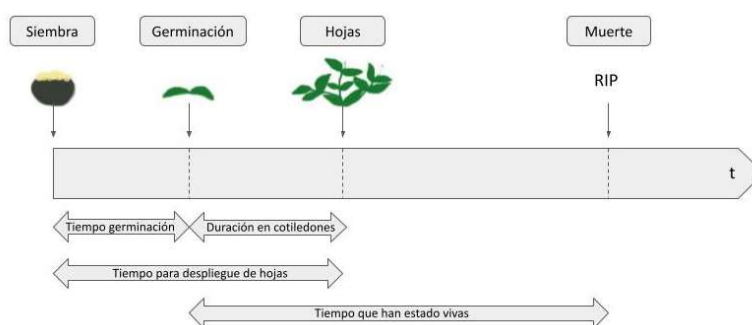 Siembra
Germinación
Hojas
Muerte
RIP
t
Tiempo germinación
Duración en cotiledones
Tiempo para despliegue de hojas
Tiempo que han estado vivas